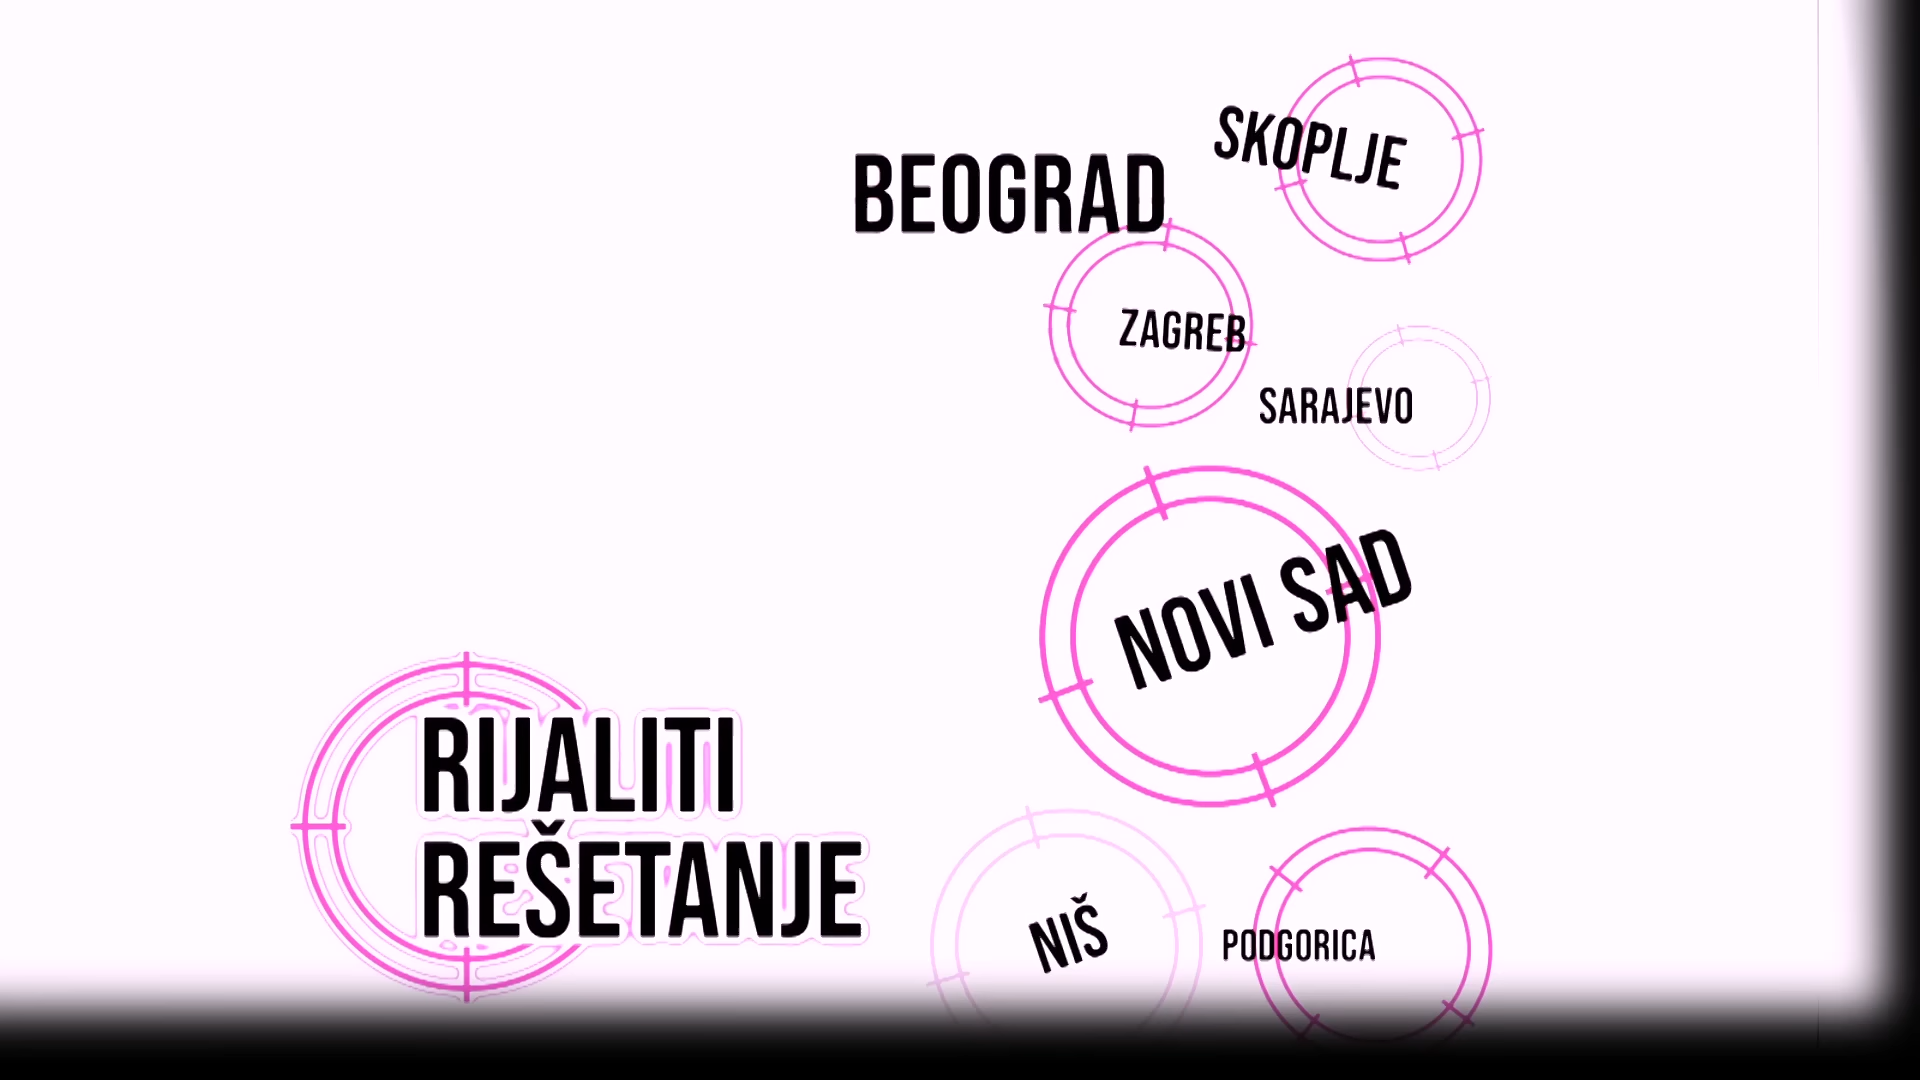 BEOGRAD
SKOPLJE
ZAGREB
SARAJEVO
NOVI SAD
RIJALITI
REŠETANJE
NIŠ
PODGORICA